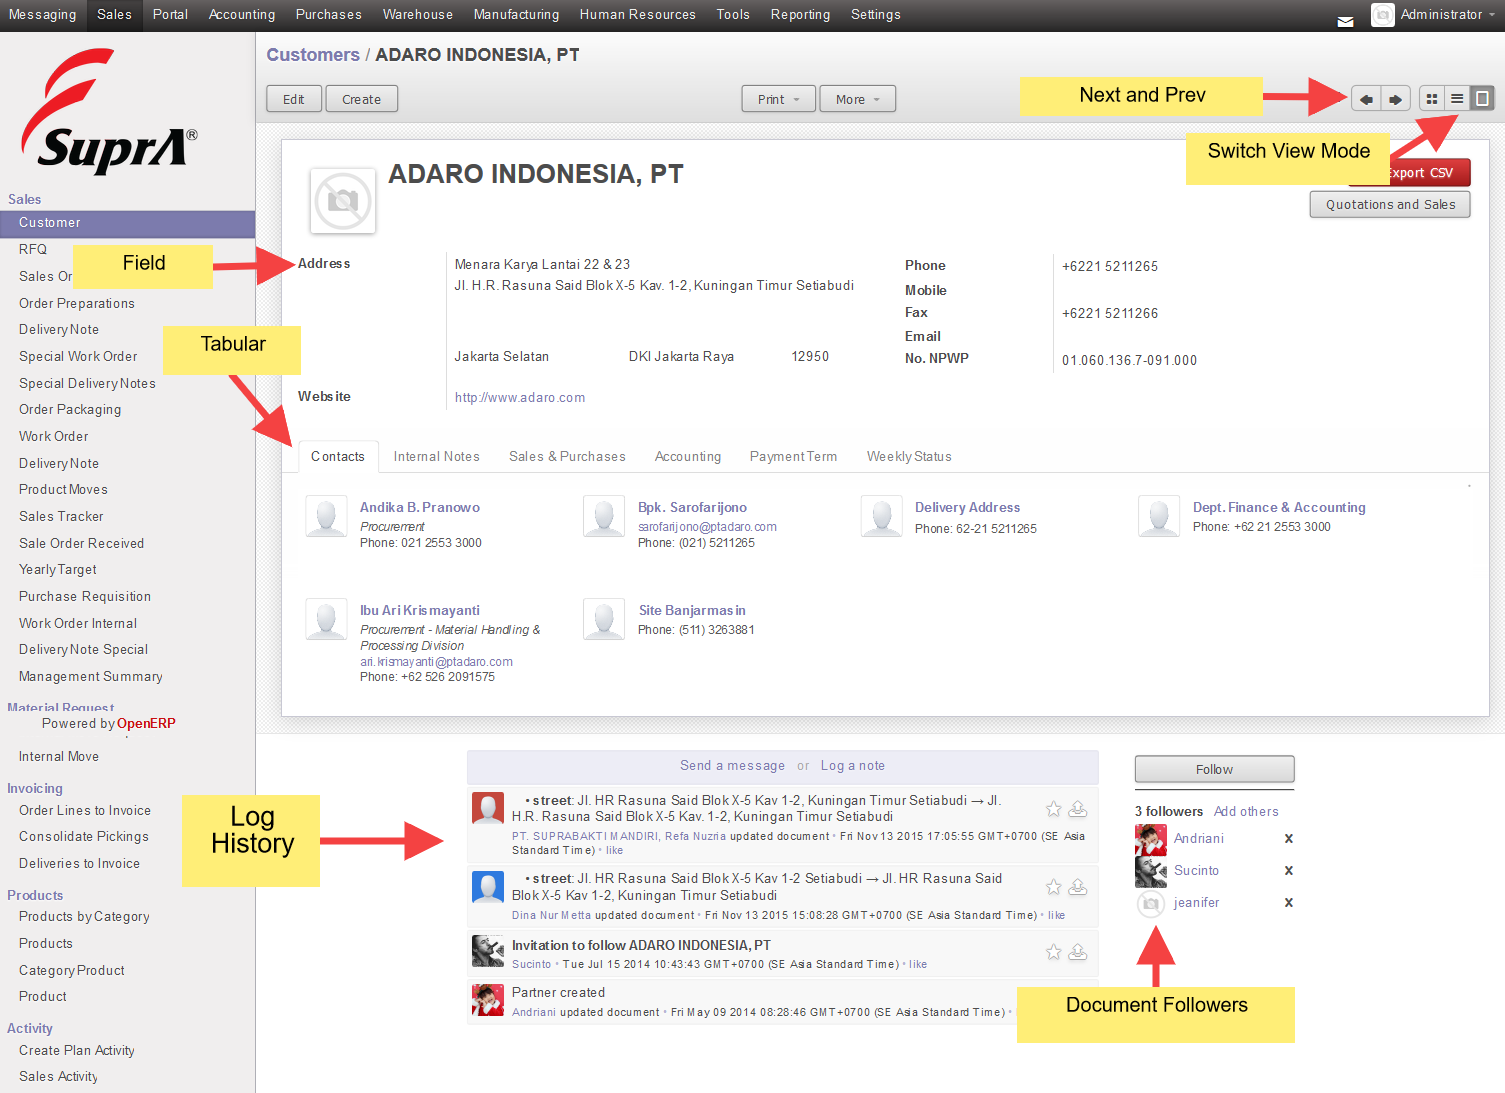 Messaging Sales Portal Accounting Purchases Warehouse Manufacturing Human Resources Tools Reporting Settings Administrator
SuprA®
Sales
Customer
RFQ
Sales Or
Order Preparations
Delivery Note
Special Work Order
Special Delivery Notes
Order Packaging
Work Order
Delivery Note
Product Moves
Sales Tracker
Sale Order Received
Yearly Target
Purchase Requisition
Work Order Internal
Delivery Note Special
Management Summary
Material Request
Powered by OpenERP
Internal Move
Invoicing
Order Lines to Invoice
Consolidate Pickings
Deliveries to Invoice
Products
Products by Category
Products
Category Product
Product
Activity
Create Plan Activity
Sales Activity
Field
Tabular
Log
History
Customers / ADARO INDONESIA, PT
Edit Create Print More
Next and Prev
Switch View Mode
ADARO INDONESIA, PT
Export CSV
Quotations and Sales
Address
Menara Karya Lantai 22 & 23
Jl. H.R. Rasuna Said Blok X-5 Kav. 1-2, Kuningan Timur Setiabudi
Jakarta Selatan DKI Jakarta Raya 12950
Website http://www.adaro.com
Phone +6221 5211265
Mobile
Fax +6221 5211266
Email
No. NPWP 01.060.136.7-091.000
Contacts Internal Notes Sales & Purchases Accounting Payment Term Weekly Status
Andika B. Pranowo
Procurement
Phone: 021 2553 3000
Bpk. Sarofarijono
sarofarijono@ptadaro.com
Phone: (021) 5211265
Delivery Address
Phone: 62-21 5211265
Dept. Finance & Accounting
Phone: +62 21 2553 3000
Ibu Ari Krismayanti
Procurement - Material Handling &
Processing Division
ari.krismayanti@ptadaro.com
Phone: +62 526 2091575
Site Banjarmasin
Phone: (511) 3263881
Send a message or Log a note
• street: Jl. HR Rasuna Said Blok X-5 Kav 1-2, Kuningan Timur Setiabudi → Jl.
H.R. Rasuna Said Blok X-5 Kav. 1-2, Kuningan Timur Setiabudi
PT. SUPRABAKTI MANDIRI, Refa Nuzria updated document • Fri Nov 13 2015 17:05:55 GMT+0700 (SE Asia
Standard Time) • like
• street: Jl. HR Rasuna Said Blok X-5 Kav 1-2 Setiabudi → Jl. HR Rasuna Said
Blok X-5 Kav 1-2, Kuningan Timur Setiabudi
Dina Nur Metta updated document • Fri Nov 13 2015 15:08:28 GMT+0700 (SE Asia Standard Time) • like
Invitation to follow ADARO INDONESIA, PT
Sucinto • Tue Jul 15 2014 10:43:43 GMT+0700 (SE Asia Standard Time) • like
Partner created
Andriani updated document • Fri May 09 2014 08:28:46 GMT+0700 (SE Asia Standard Time) •
Follow
3 followers Add others
Andriani x
Sucinto x
jeanifer x
Document Followers